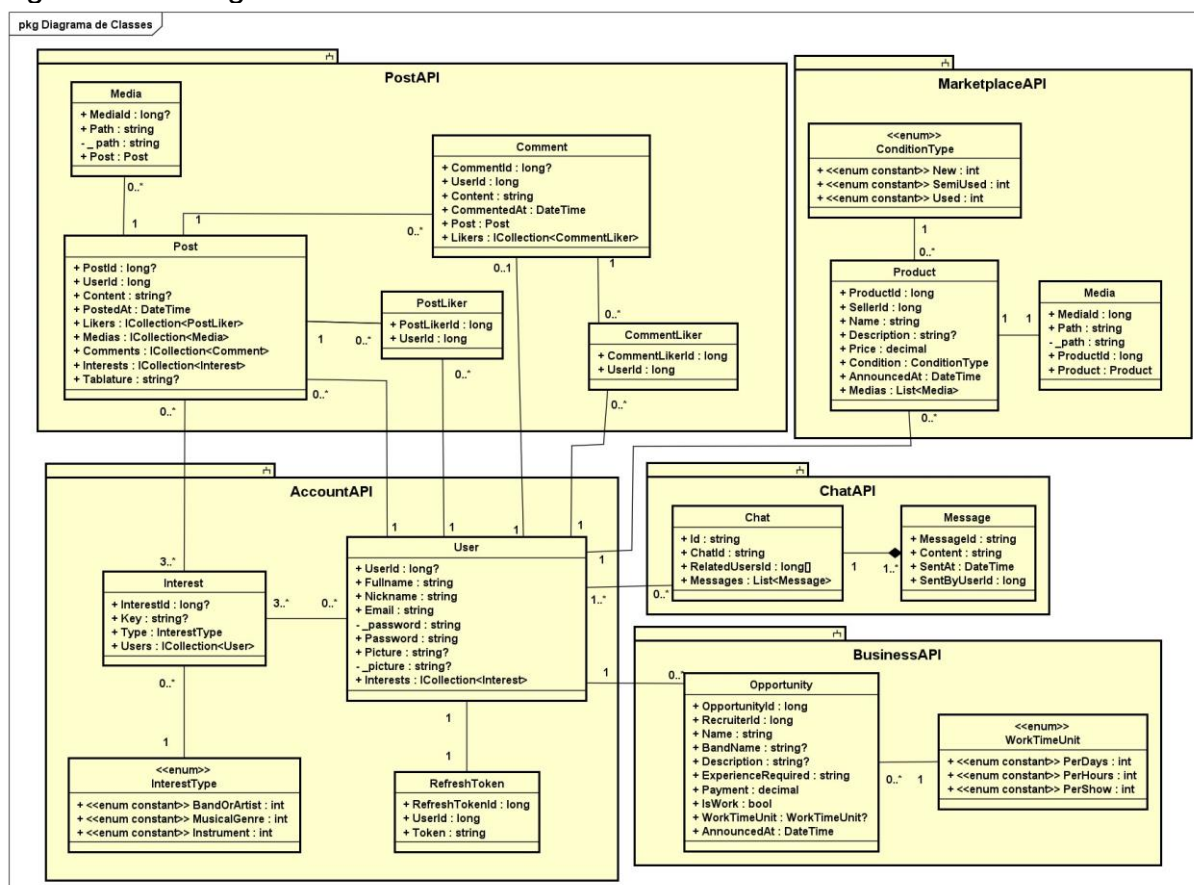 pkg Diagrama de Classes
PostAPI
Media
+ MediaId : long?
+ Path : string
- _ path : string
+ Post : Post
0..*
1
Comment
+ CommentId : long?
+ UserId : long
+ Content : string
+ CommentedAt : DateTime
+ Post : Post
+ Likers : ICollection<CommentLiker>
1
0..*
0..1
1
Post
+ PostId : long?
+ UserId : long
+ Content : string?
+ PostedAt : DateTime
+ Likers : ICollection<PostLiker>
+ Medias : ICollection<Media>
+ Comments : ICollection<Comment>
+ Interests : ICollection<Interest>
+ Tablature : string?
1
0..*
0..*
0..*
PostLiker
+ PostLikerId : long
+ UserId : long
0..*
0..*
CommentLiker
+ CommentLikerId : long
+ UserId : long
0..*
MarketplaceAPI
<<enum>>
ConditionType
+ <<enum constant>> New : int
+ <<enum constant>> SemiUsed : int
+ <<enum constant>> Used : int
1
0..*
Product
+ ProductId : long
+ SellerId : long
+ Name : string
+ Description : string?
+ Price : decimal
+ Condition : ConditionType
+ AnnouncedAt : DateTime
+ Medias : List<Media>
1
1
0..*
Media
+ MediaId : long
+ Path : string
- _path : string
+ ProductId : long
+ Product : Product
AccountAPI
3..*
Interest
+ InterestId : long?
+ Key : string?
+ Type : InterestType
+ Users : ICollection<User>
3..*
0..*
0..*
1
<<enum>>
InterestType
+ <<enum constant>> BandOrArtist : int
+ <<enum constant>> MusicalGenre : int
+ <<enum constant>> Instrument : int
1
1
1
1
1
User
+ UserId : long?
+ Fullname : string
+ Nickname : string
+ Email : string
- _password : string
+ Password : string
+ Picture : string?
- _picture : string?
+ Interests : ICollection<Interest>
1
1
RefreshToken
+ RefreshTokenId : long
+ UserId : long
+ Token : string
ChatAPI
1..*
0..*
Chat
+ Id : string
+ ChatId : string
+ RelatedUsersId : long[]
+ Messages : List<Message>
1
1..*
Message
+ MessageId : string
+ Content : string
+ SentAt : DateTime
+ SentByUserId : long
BusinessAPI
1
0..*
Opportunity
+ OpportunityId : long
+ RecruiterId : long
+ Name : string
+ BandName : string?
+ Description : string?
+ ExperienceRequired : string
+ Payment : decimal
+ IsWork : bool
+ WorkTimeUnit : WorkTimeUnit?
+ AnnouncedAt : DateTime
0..*
1
<<enum>>
WorkTimeUnit
+ <<enum constant>> PerDays : int
+ <<enum constant>> PerHours : int
+ <<enum constant>> PerShow : int